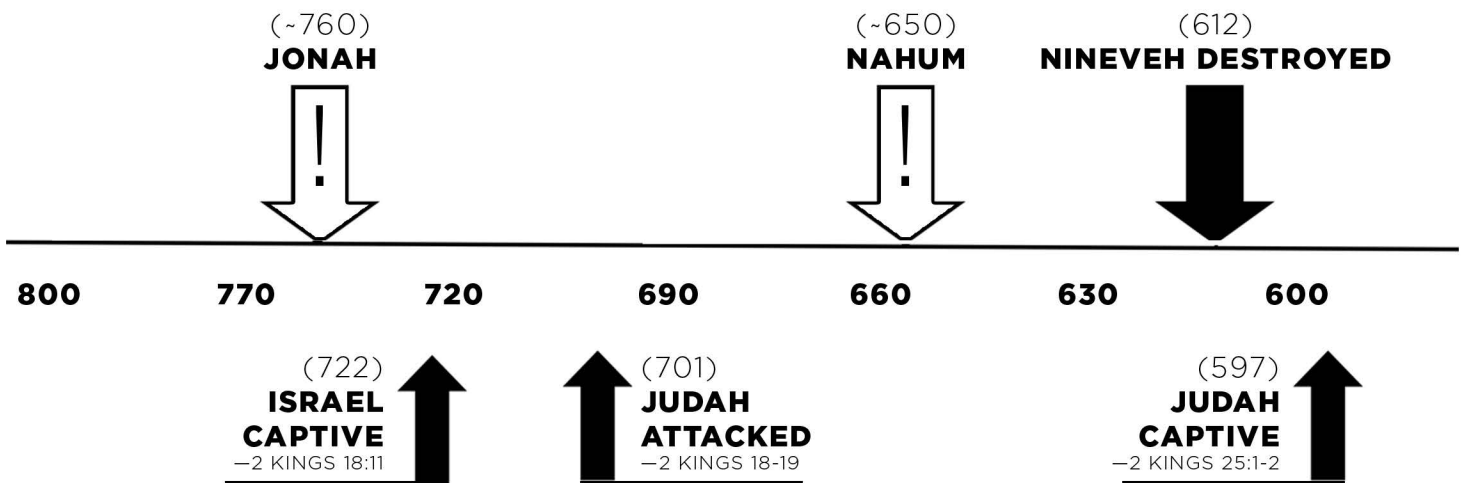 (~760)
JONAH
!
(~650)
NAHUM
!
(612)
NINEVEH DESTROYED
800 770 720 690 660 630 600
(722)
ISRAEL
CAPTIVE
—2 KINGS 18:11
(701)
JUDAH
ATTACKED
—2 KINGS 18-19
(597)
JUDAH
CAPTIVE
—2 KINGS 25:1-2